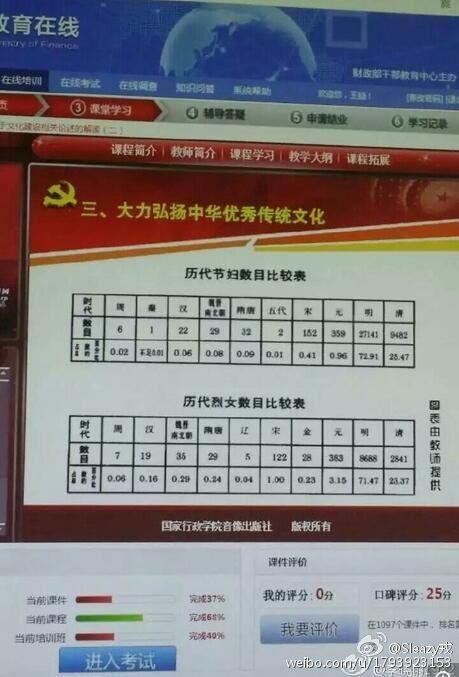 教育在线
Ministry of Finance
财政部干部教育中心主办
在线培训 在线考试 在线调查 知识问答 系统帮助
欢迎您，王
页 ③ 课堂学习 ④ 辅导答疑 ⑤ 申请结业 ⑥ 学习记录
于文化建设相关论述的解读（二）
课程简介 | 教师简介 | 课程学习 | 教学大纲 | 课程拓展
三、大力弘扬中华优秀传统文化
历代节妇数目比较表
时代 周 秦 汉 魏晋南北朝 隋唐 五代 宋 元 明 清
数目 6 1 22 29 32 2 152 359 27141 9482
占总数的百分比 0.02 不足0.01 0.06 0.08 0.09 0.01 0.41 0.96 72.91 25.47
历代烈女数目比较表
时代 周 汉 魏晋南北朝 隋唐 辽 宋 金 元 明 清
数目 7 19 35 29 5 122 28 383 8688 2841
占总数的百分比 0.06 0.16 0.29 0.24 0.04 1.00 0.23 3.15 71.47 23.37
图表由教师提供
国家行政学院音像出版社 版权所有
课件评价
当前课件 完成37%
当前课程 完成68%
当前培训班 完成40%
进入考试
我的评分：0分 口碑评分：25分
我要评价
在1097个课件中，排名第
@Sleazy戒
weibo.com/u/1793923153